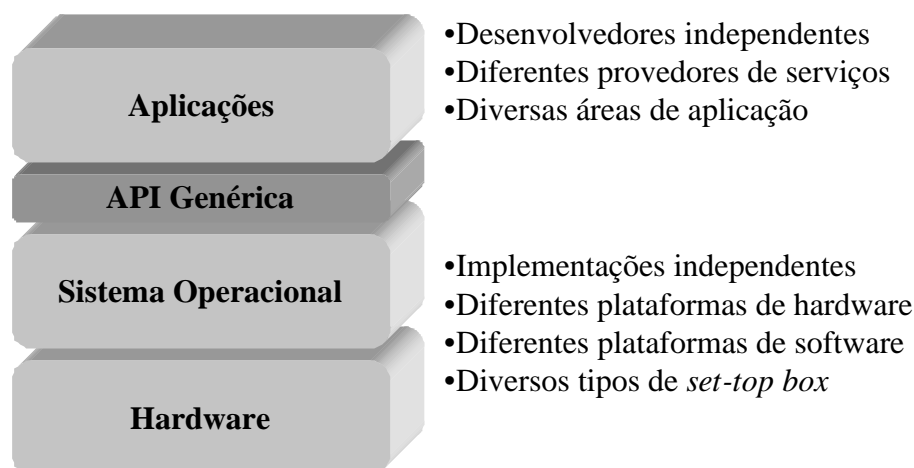 •Desenvolvedores independentes
•Diferentes provedores de serviços
•Diversas áreas de aplicação
Aplicações
API Genérica
Sistema Operacional
Hardware
•Implementações independentes
•Diferentes plataformas de hardware
•Diferentes plataformas de software
•Diversos tipos de set-top box